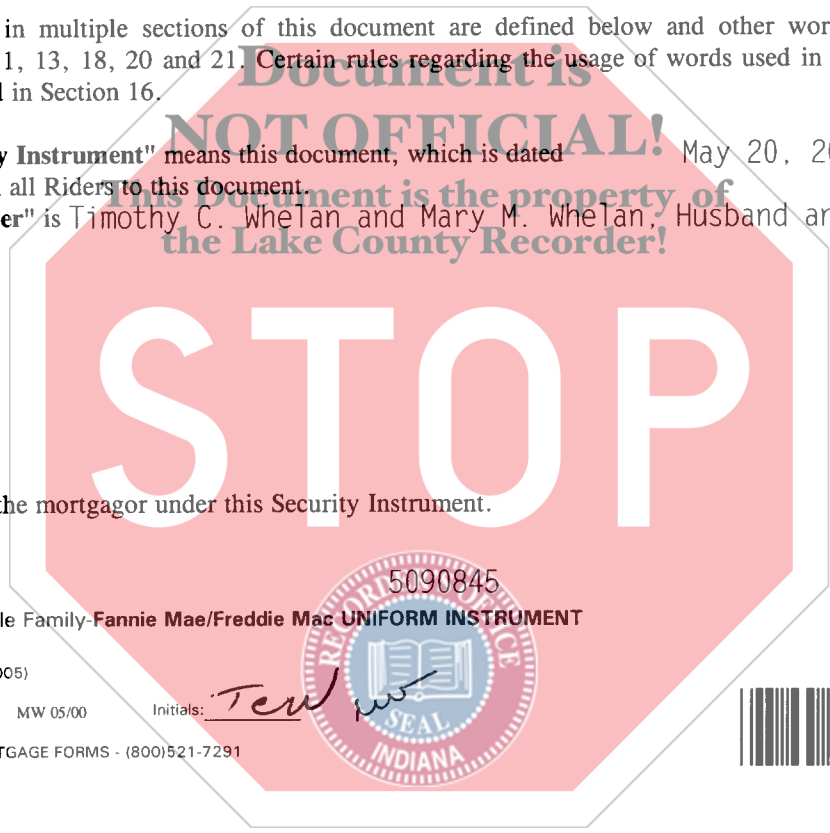 in multiple sections of this document are defined below and other wor
1, 13, 18, 20 and 21. Certain rules regarding the usage of words used in
in Section 16.
Document is
NOT OFFICIAL!
This Document is the property of
the Lake County Recorder!
y Instrument" means this document, which is dated May 20, 20
all Riders to this document.
er" is Timothy C. Whelan and Mary M. Whelan, Husband an
STOP
the mortgagor under this Security Instrument.
5090845
le Family-Fannie Mae/Freddie Mac UNIFORM INSTRUMENT
005)
MW 05/00 Initials: TCW
TGAGE FORMS - (800)521-7291
RECORDER'S OFFICE
SEAL
INDIANA